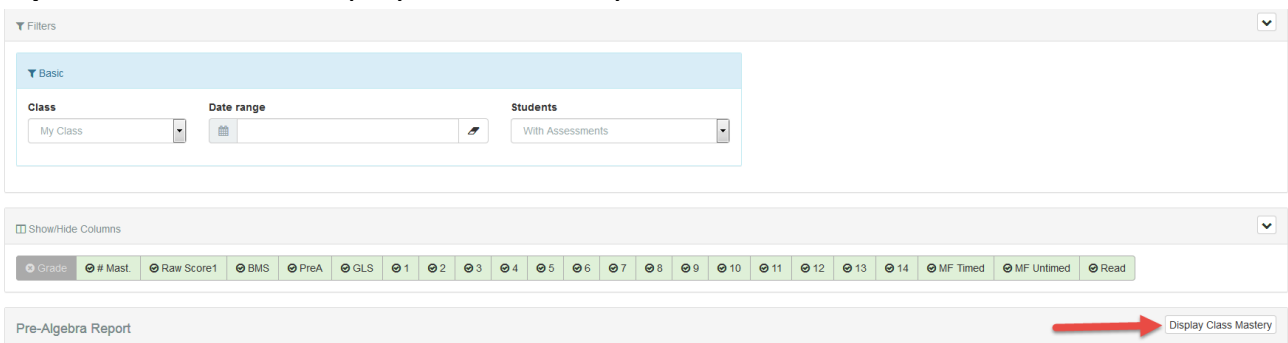 Filters
Basic
Class Date range Students
My Class With Assessments
Show/Hide Columns
Grade # Mast. Raw Score1 BMS PreA GLS 1 2 3 4 5 6 7 8 9 10 11 12 13 14 MF Timed MF Untimed Read
Pre-Algebra Report Display Class Mastery